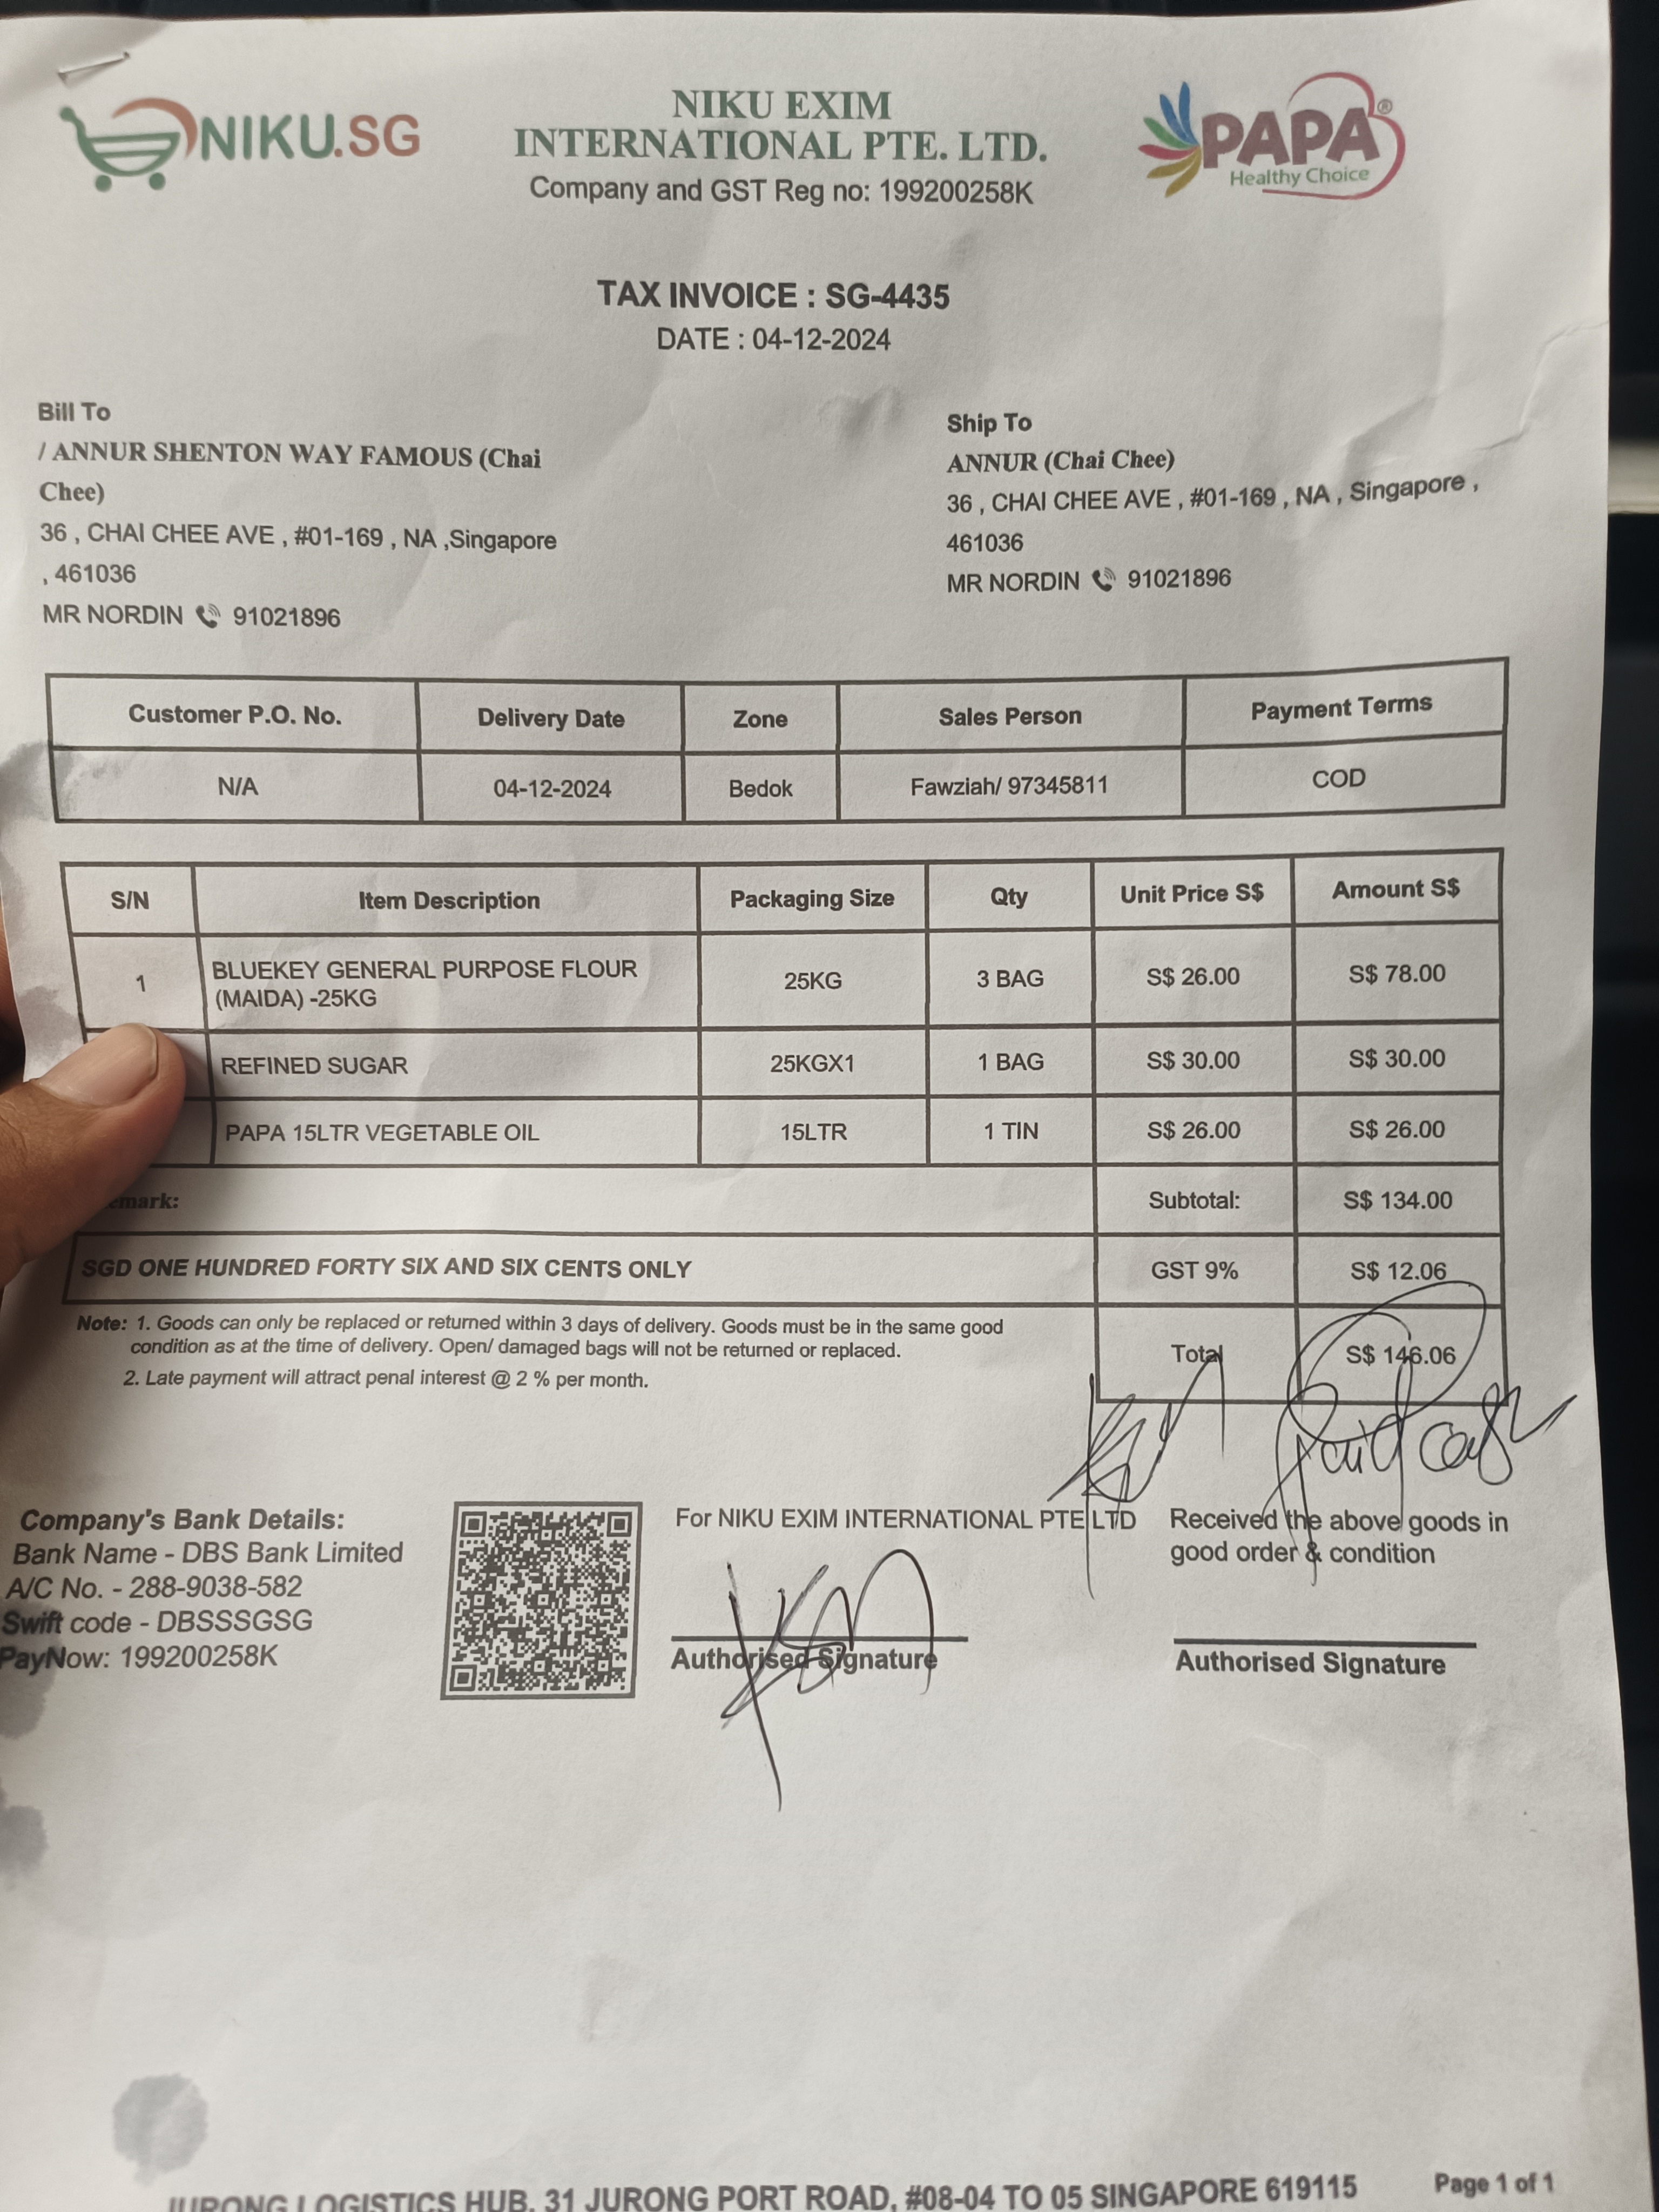 NIKU.SG
NIKU EXIM
INTERNATIONAL PTE. LTD.
Company and GST Reg no: 199200258K
PAPA®
Healthy Choice
TAX INVOICE : SG-4435
DATE : 04-12-2024
Bill To
/ ANNUR SHENTON WAY FAMOUS (Chai
Chee)
36 , CHAI CHEE AVE , #01-169 , NA ,Singapore
, 461036
MR NORDIN 91021896
Ship To
ANNUR (Chai Chee)
36 , CHAI CHEE AVE , #01-169 , NA , Singapore ,
461036
MR NORDIN 91021896
Customer P.O. No. Delivery Date Zone Sales Person Payment Terms
N/A 04-12-2024 Bedok Fawziah/ 97345811 COD
S/N Item Description Packaging Size Qty Unit Price S$ Amount S$
1 BLUEKEY GENERAL PURPOSE FLOUR
(MAIDA) -25KG 25KG 3 BAG S$ 26.00 S$ 78.00
REFINED SUGAR 25KGX1 1 BAG S$ 30.00 S$ 30.00
PAPA 15LTR VEGETABLE OIL 15LTR 1 TIN S$ 26.00 S$ 26.00
Subtotal: S$ 134.00
SGD ONE HUNDRED FORTY SIX AND SIX CENTS ONLY GST 9% S$ 12.06
Total S$ 146.06
Note: 1. Goods can only be replaced or returned within 3 days of delivery. Goods must be in the same good
condition as at the time of delivery. Open/ damaged bags will not be returned or replaced.
2. Late payment will attract penal interest @ 2 % per month.
Paid cash
Company's Bank Details:
Bank Name - DBS Bank Limited
A/C No. - 288-9038-582
Swift code - DBSSSGSG
PayNow: 199200258K
For NIKU EXIM INTERNATIONAL PTE LTD
Authorised Signature
Received the above goods in
good order & condition
Authorised Signature
JURONG LOGISTICS HUB, 31 JURONG PORT ROAD, #08-04 TO 05 SINGAPORE 619115
Page 1 of 1